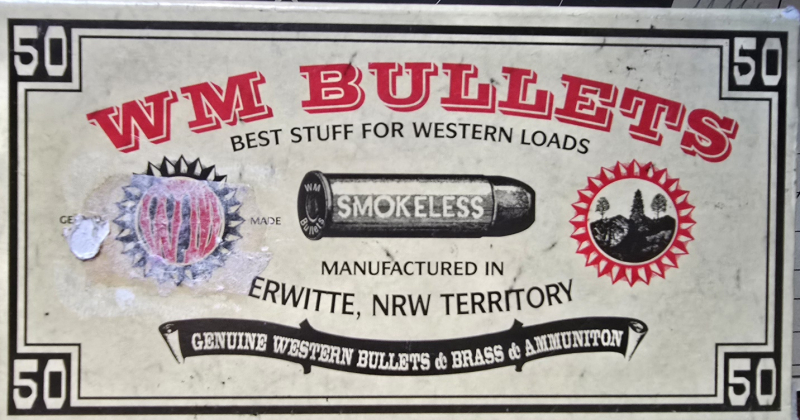 50 50
WM BULLETS
BEST STUFF FOR WESTERN LOADS
WM
Bullets
SMOKELESS
MADE
MANUFACTURED IN
ERWITTE, NRW TERRITORY
GENUINE WESTERN BULLETS & BRASS & AMMUNITON
50 50